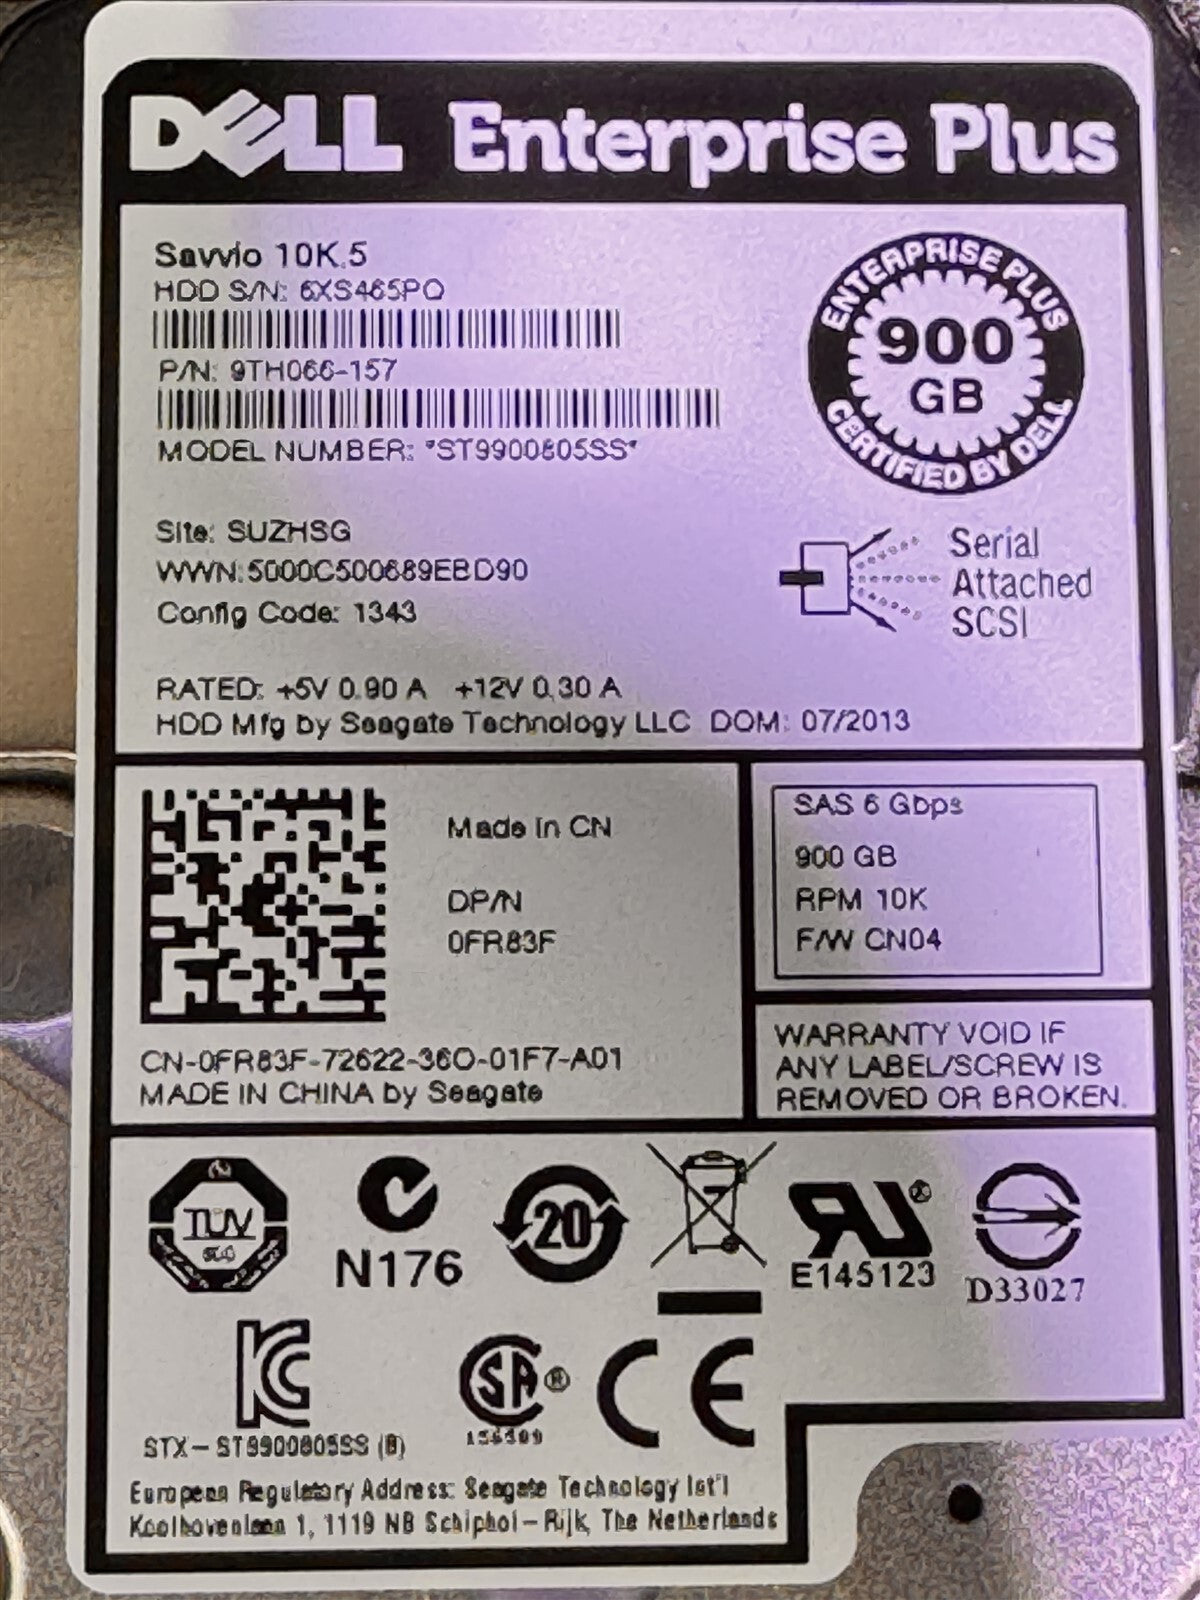 DELL Enterprise Plus
Savvio 10K.5
HDD S/N: 6XS465PQ
P/N: 9TH066-157
MODEL NUMBER: *ST9900805SS*
ENTERPRISE PLUS
900
GB
CERTIFIED BY DELL
Site: SUZHSG
WWN:5000C500689EBD90
Config Code: 1343
Serial
Attached
SCSI
RATED: +5V 0.90 A +12V 0.30 A
HDD Mfg by Seagate Technology LLC DOM: 07/2013
Made in CN
DP/N
0FR83F
CN-0FR83F-72622-36O-01F7-A01
MADE IN CHINA by Seagate
SAS 6 Gbps
900 GB
RPM 10K
F/W CN04
WARRANTY VOID IF
ANY LABEL/SCREW IS
REMOVED OR BROKEN.
TUV
N176
20
E145123
D33027
STX-ST9900805SS (B)
CE
European Regulatory Address: Seagate Technology Int'l
Koolhovenlaan 1, 1119 NB Schiphol-Rijk, The Netherlands